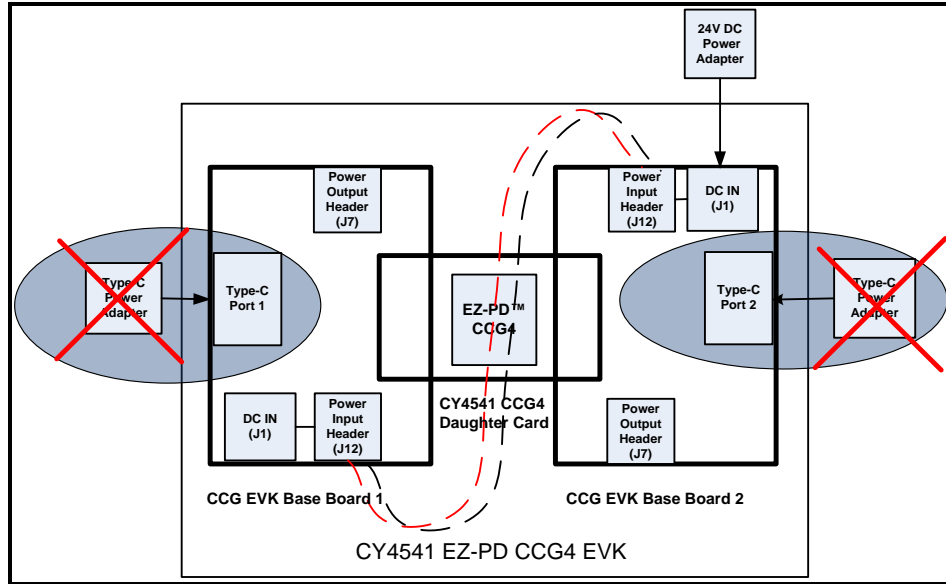 24V DC
Power
Adapter
Power
Output
Header
(J7)
Power
Input
Header
(J12)
DC IN
(J1)
Type-C
Power
Adapter
Type-C
Port 1
EZ-PD™
CCG4
Type-C
Port 2
Type-C
Power
Adapter
CY4541 CCG4
Daughter Card
DC IN
(J1)
Power
Input
Header
(J12)
Power
Output
Header
(J7)
CCG EVK Base Board 1
CCG EVK Base Board 2
CY4541 EZ-PD CCG4 EVK